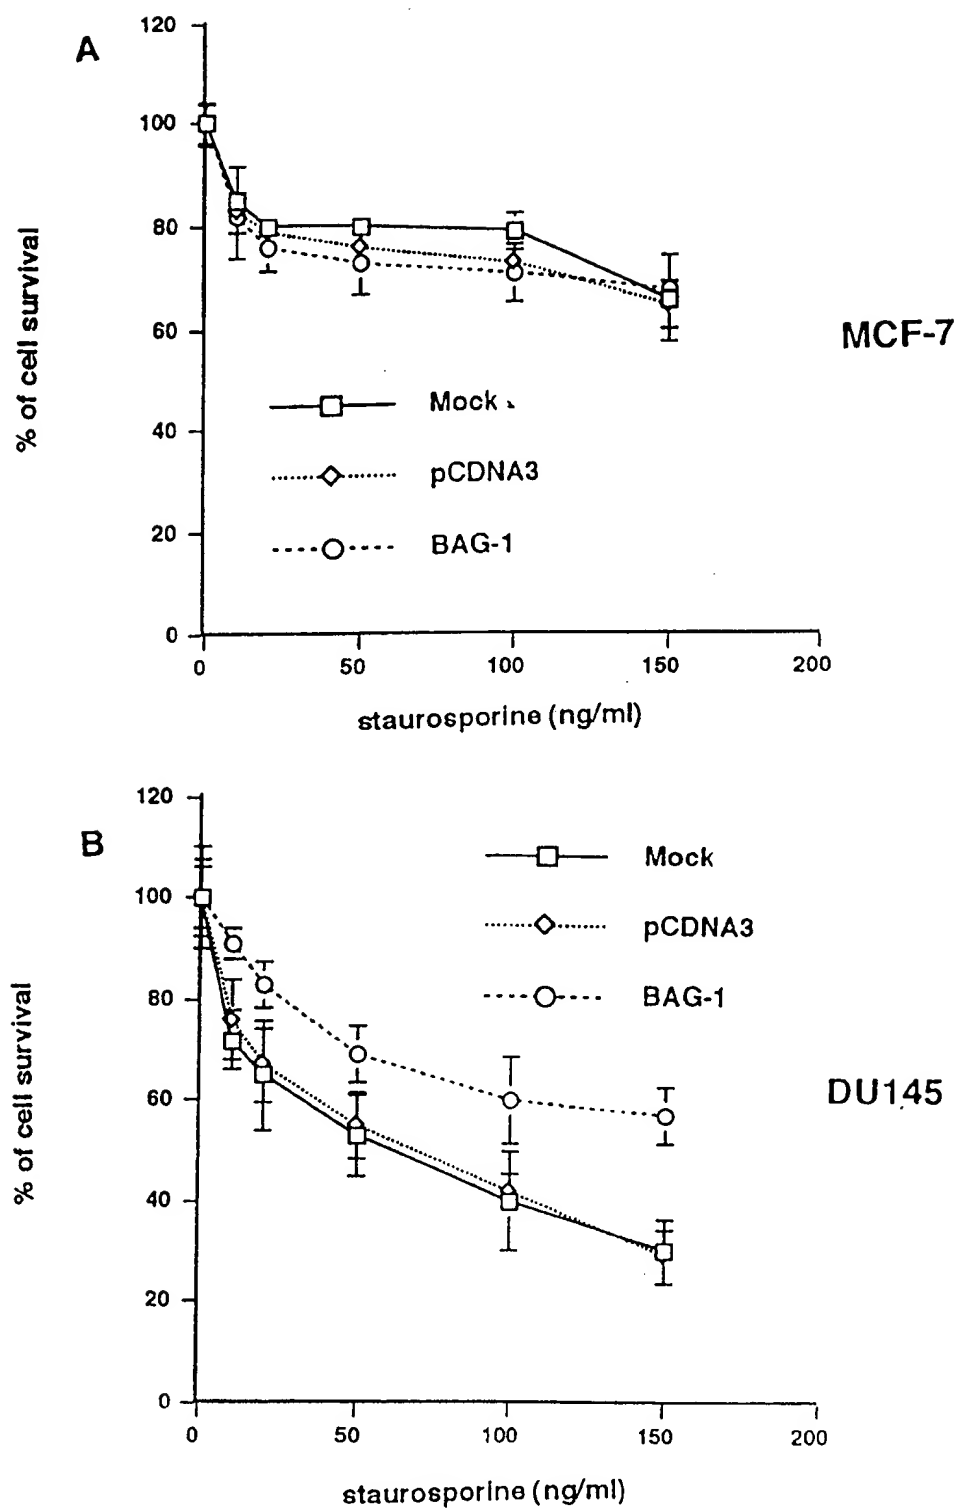 A
120
100
80
60
40
20
0
% of cell survival
Mock
pCDNA3
BAG-1
MCF-7
0 50 100 150 200
staurosporine (ng/ml)
B
120
100
80
60
40
20
0
% of cell survival
Mock
pCDNA3
BAG-1
DU145
0 50 100 150 200
staurosporine (ng/ml)